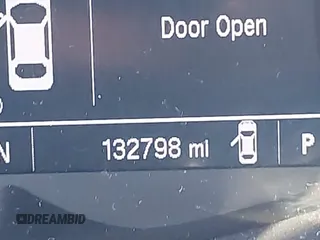 Door Open
N 132798 mi P
DREAMBID